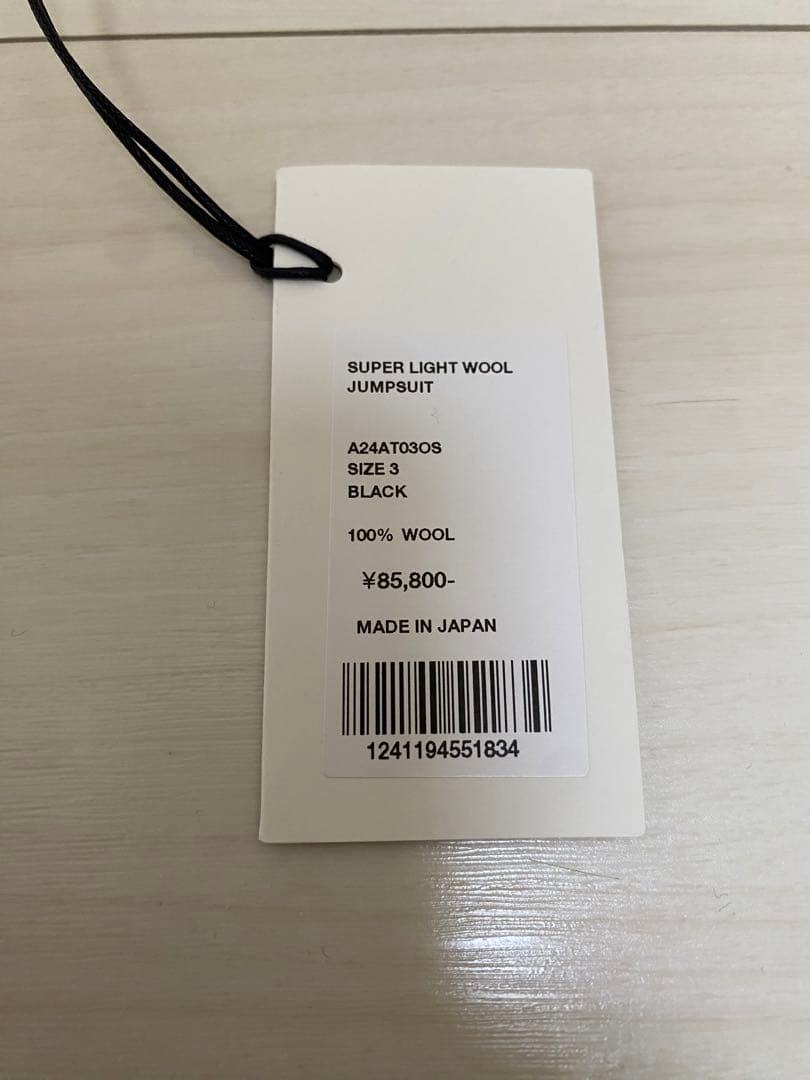 SUPER LIGHT WOOL
JUMPSUIT
A24AT03OS
SIZE 3
BLACK
100% WOOL
¥85,800-
MADE IN JAPAN
1241194551834